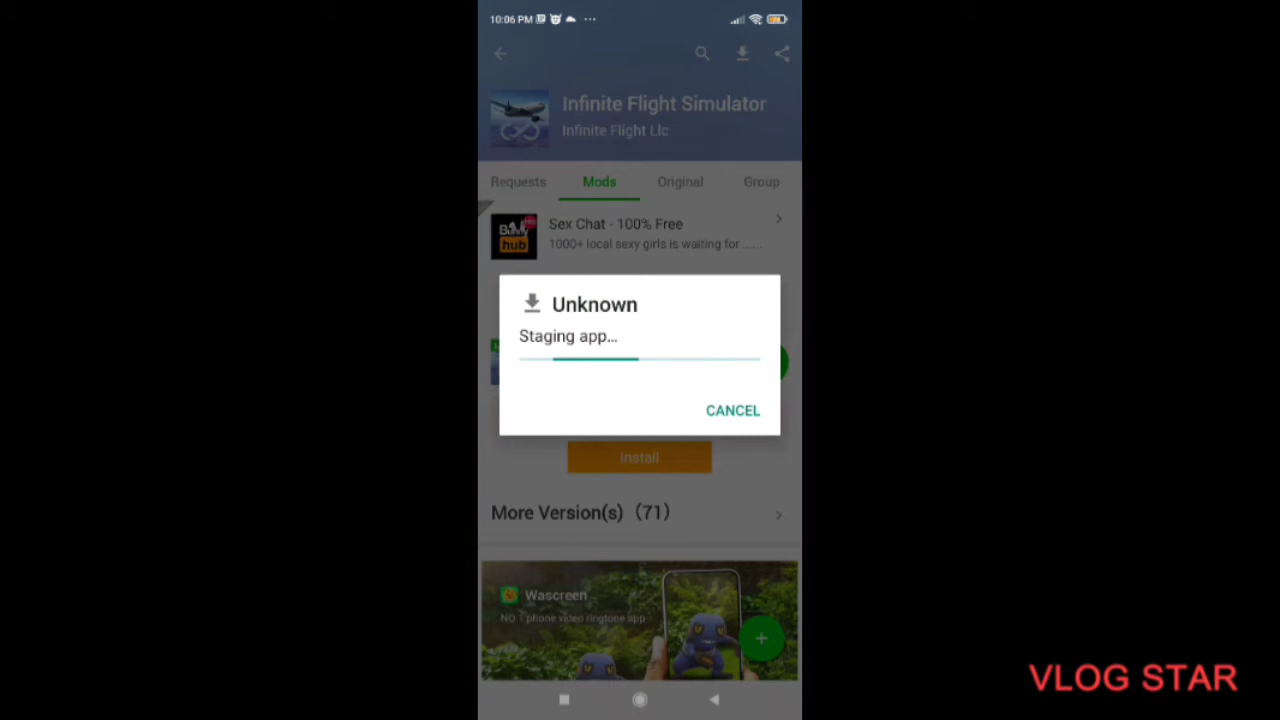 10:06 PM
Infinite Flight Simulator
Infinite Flight Llc
Requests Mods Original Group
Bunny
hub
Sex Chat - 100% Free
1000+ local sexy girls is waiting for ......
Unknown
Staging app...
CANCEL
Install
More Version(s)（71）
Wascreen
NO.1 phone video ringtone app
VLOG STAR